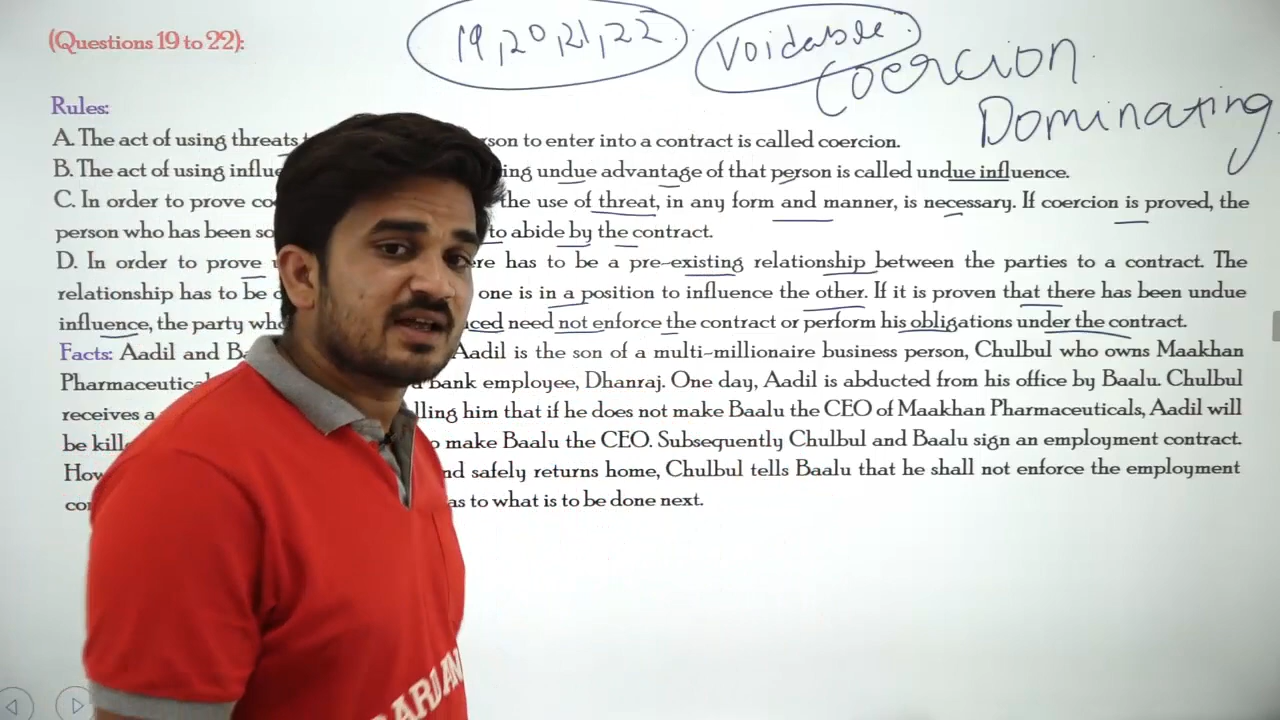 (Questions 19 to 22):
19, 20, 21, 22
Voidable
Coercion
Dominating
Rules:
A. The act of using threats son to enter into a contract is called coercion.
B. The act of using influe ing undue advantage of that person is called undue influence.
C. In order to prove co the use of threat, in any form and manner, is necessary. If coercion is proved, the
person who has been so to abide by the contract.
D. In order to prove re has to be a pre-existing relationship between the parties to a contract. The
relationship has to be one is in a position to influence the other. If it is proven that there has been undue
influence, the party who ced need not enforce the contract or perform his obligations under the contract.
Facts: Aadil and Ba Aadil is the son of a multi-millionaire business person, Chulbul who owns Maakhan
Pharmaceutica bank employee, Dhanraj. One day, Aadil is abducted from his office by Baalu. Chulbul
receives a lling him that if he does not make Baalu the CEO of Maakhan Pharmaceuticals, Aadil will
be kill o make Baalu the CEO. Subsequently Chulbul and Baalu sign an employment contract.
How nd safely returns home, Chulbul tells Baalu that he shall not enforce the employment
co as to what is to be done next.
ARDIAN